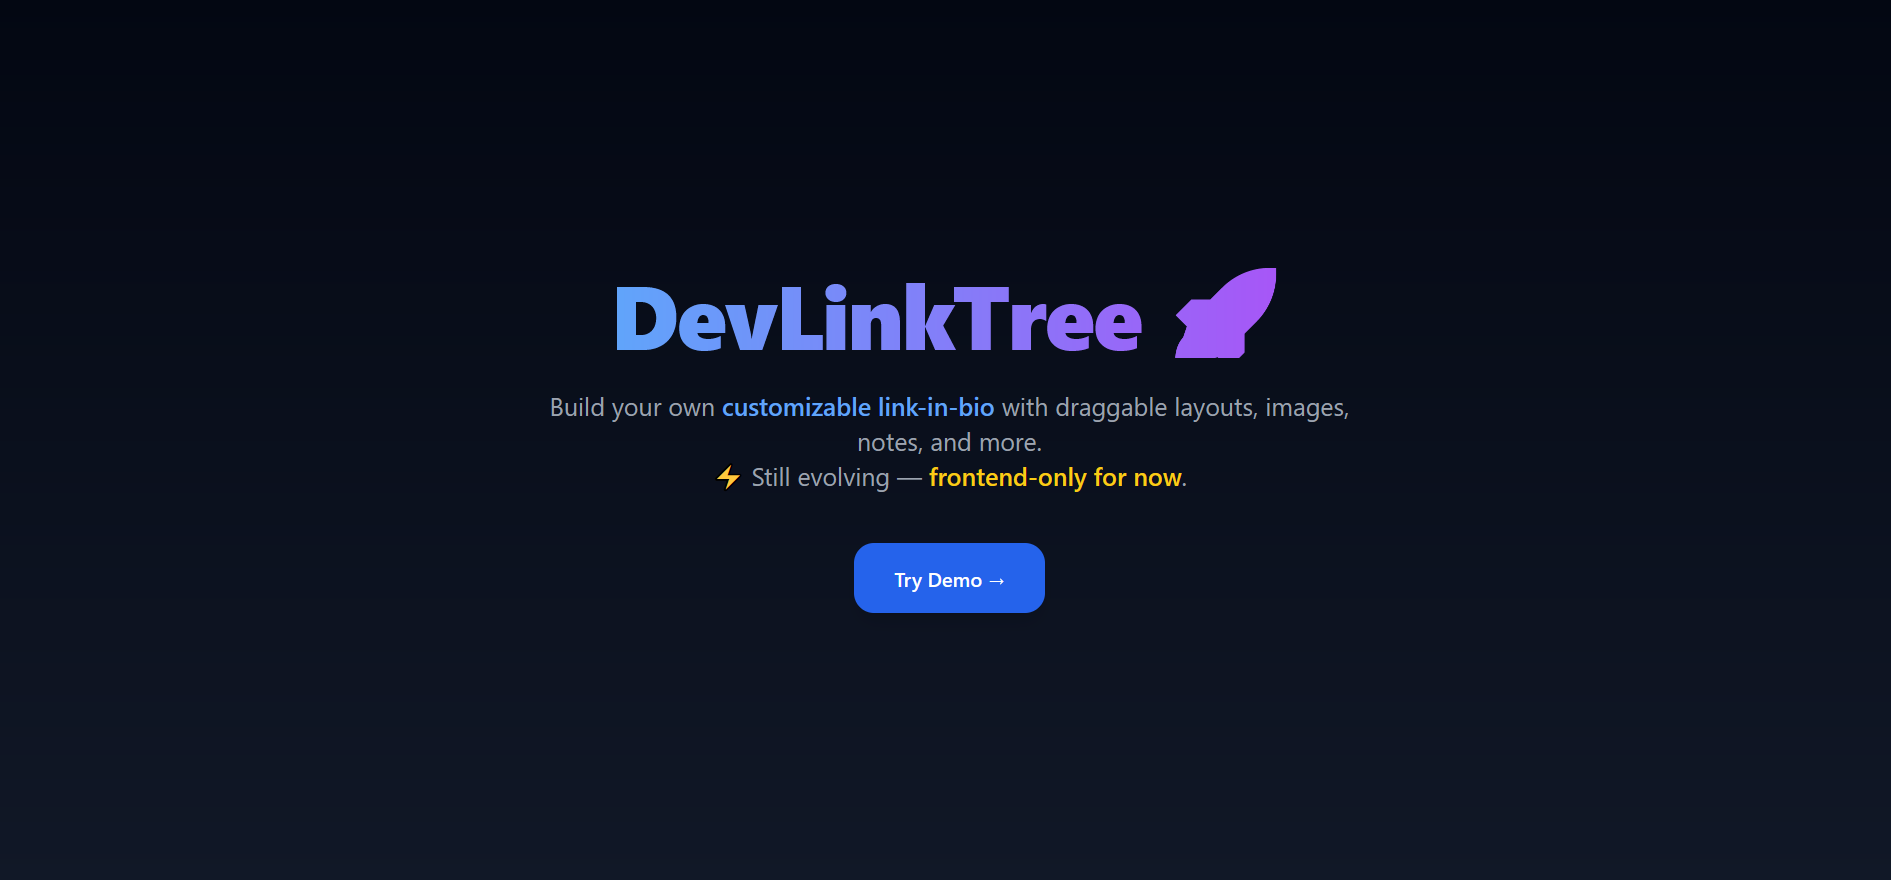 DevLinkTree 🚀
Build your own customizable link-in-bio with draggable layouts, images,
notes, and more.
⚡ Still evolving — frontend-only for now.
Try Demo →